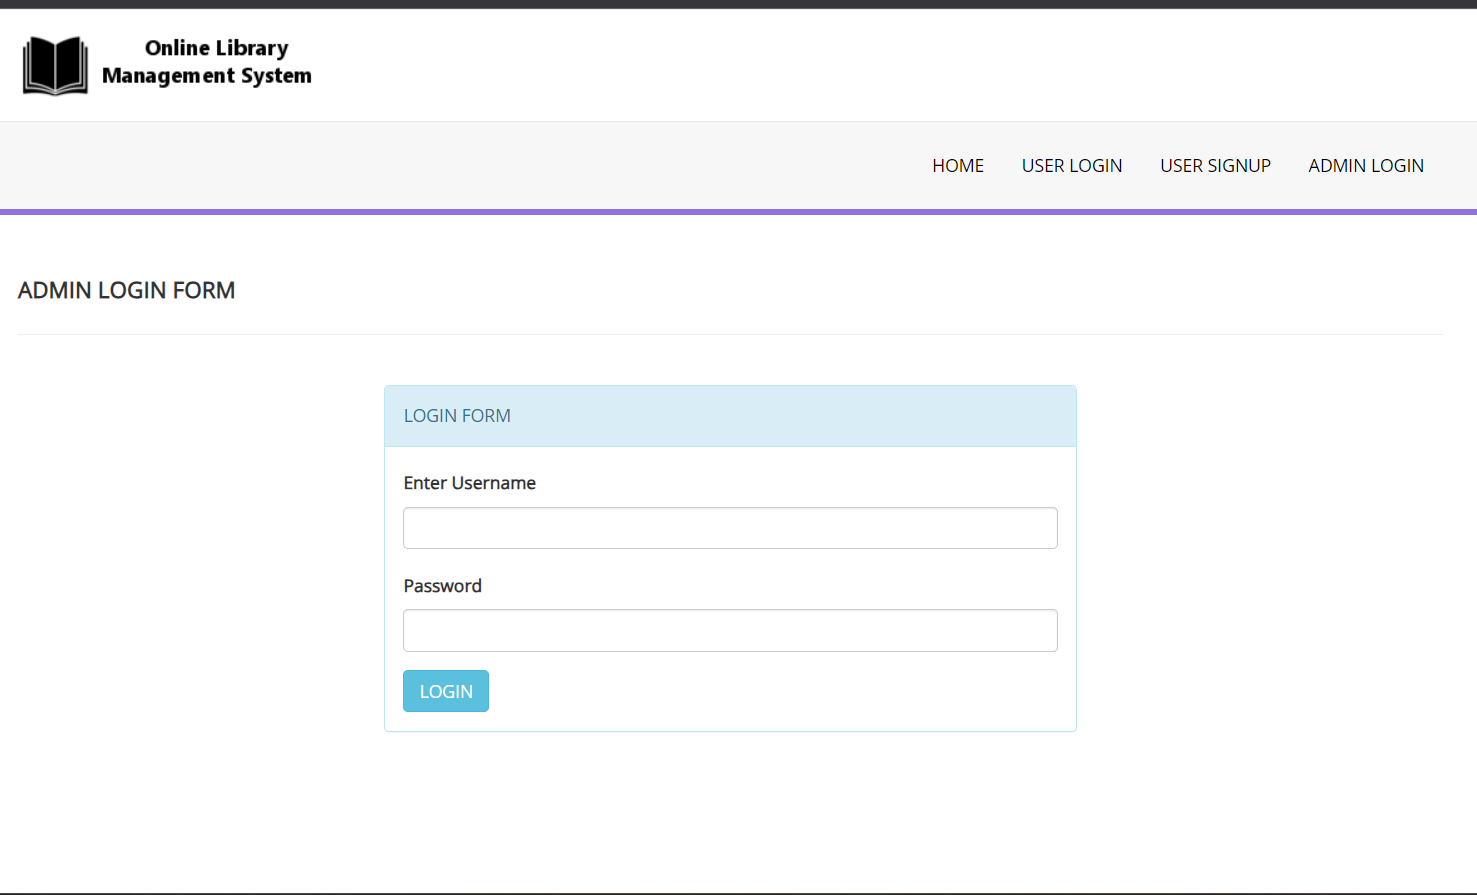 Online Library
Management System
HOME USER LOGIN USER SIGNUP ADMIN LOGIN
ADMIN LOGIN FORM
LOGIN FORM
Enter Username
Password
LOGIN